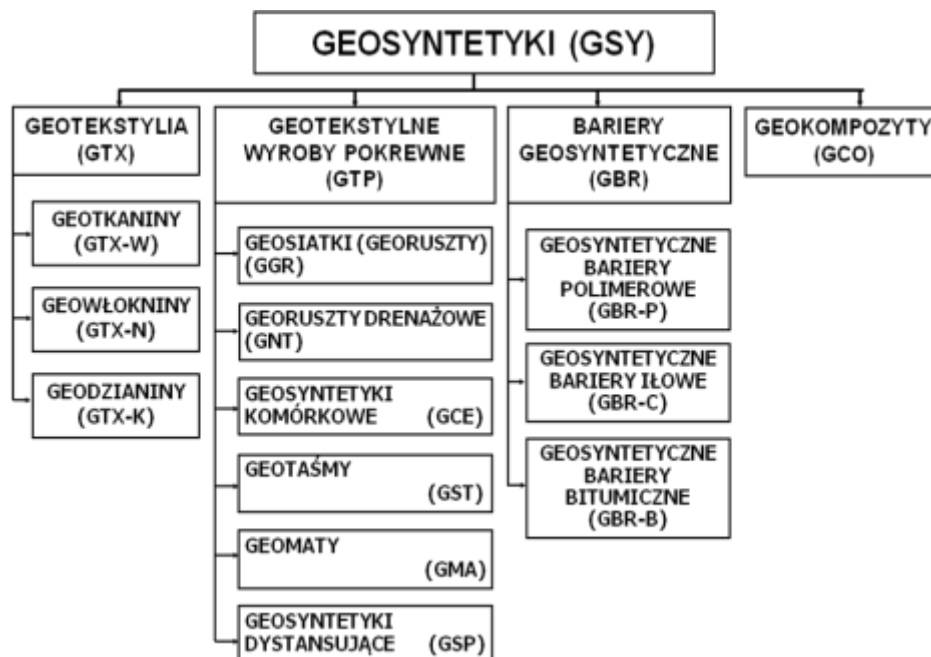 GEOSYNTETYKI (GSY)
GEOTEKSTYLIA
(GTX)
GEOTKANINY
(GTX-W)
GEOWŁOKNINY
(GTX-N)
GEODZIANINY
(GTX-K)
GEOTEKSTYLNE
WYROBY POKREWNE
(GTP)
GEOSIATKI (GEORUSZTY)
(GGR)
GEORUSZTY DRENAŻOWE
(GNT)
GEOSYNTETYKI
KOMÓRKOWE (GCE)
GEOTAŚMY
(GST)
GEOMATY
(GMA)
GEOSYNTETYKI
DYSTANSUJĄCE (GSP)
BARIERY
GEOSYNTETYCZNE
(GBR)
GEOSYNTETYCZNE
BARIERY
POLIMEROWE
(GBR-P)
GEOSYNTETYCZNE
BARIERY IŁOWE
(GBR-C)
GEOSYNTETYCZNE
BARIERY
BITUMICZNE
(GBR-B)
GEOKOMPOZYTY
(GCO)